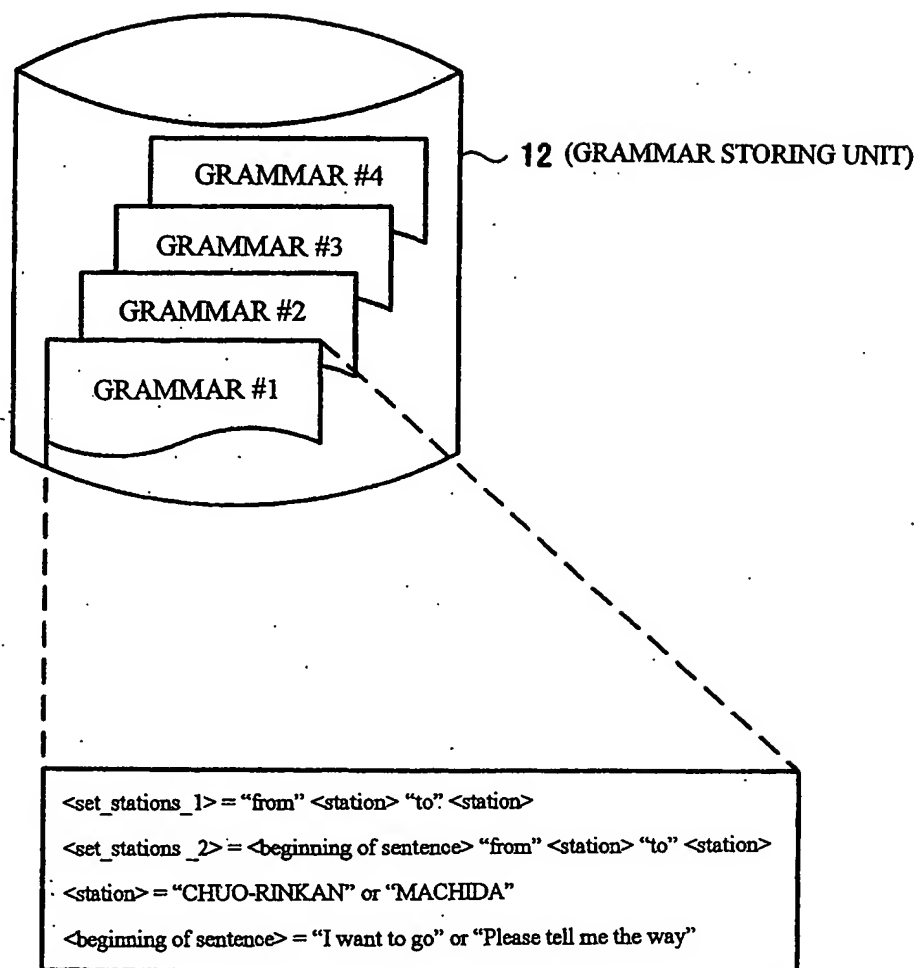 12 (GRAMMAR STORING UNIT)
GRAMMAR #4
GRAMMAR #3
GRAMMAR #2
GRAMMAR #1
<set_stations_1> = “from” <station> “to” <station>
<set_stations _2> = <beginning of sentence> “from” <station> “to” <station>
<station> = “CHUO-RINKAN” or “MACHIDA”
<beginning of sentence> = “I want to go” or “Please tell me the way”